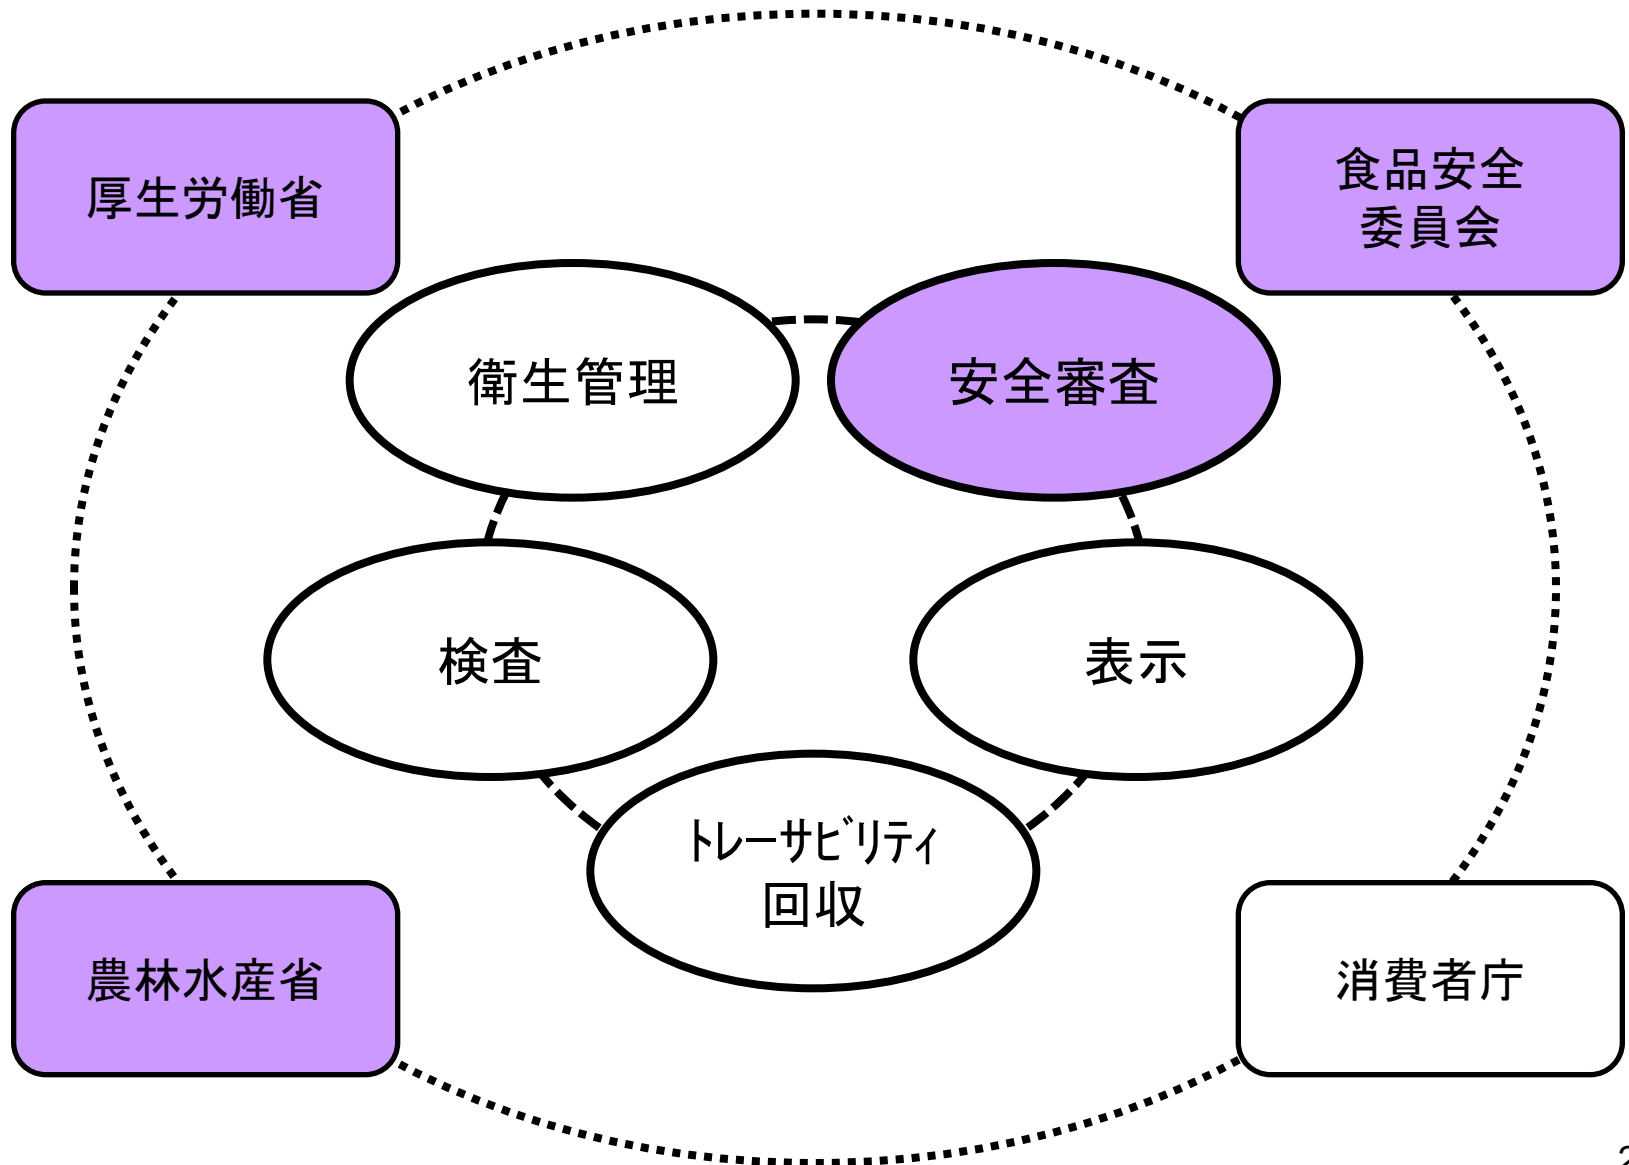 厚生労働省
食品安全
委員会
衛生管理
安全審査
検査
表示
ﾄﾚｰｻﾋﾞﾘﾃｨ
回収
農林水産省
消費者庁